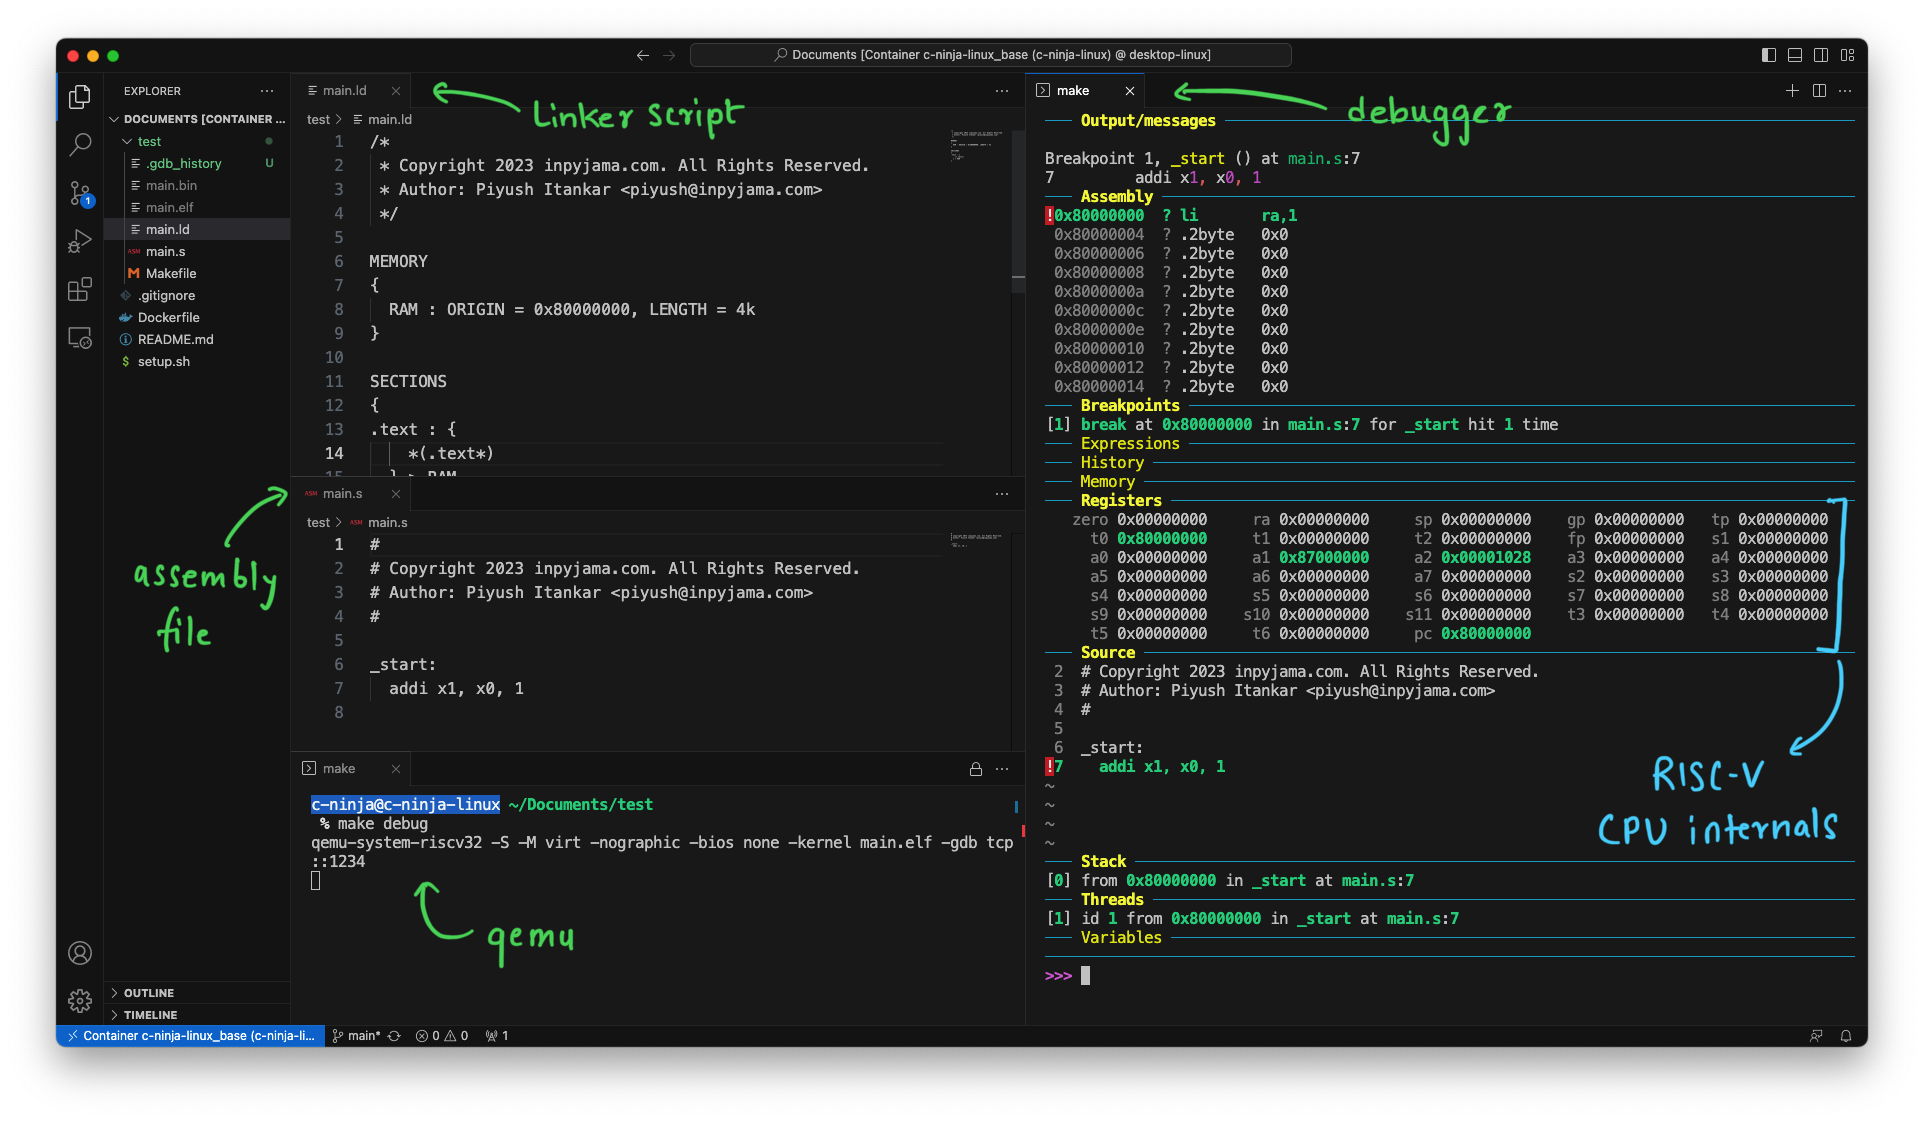 Documents [Container c-ninja-linux_base (c-ninja-linux) @ desktop-linux]
EXPLORER
DOCUMENTS [CONTAINER ...
test
.gdb_history U
main.bin
main.elf
main.ld
main.s
Makefile
.gitignore
Dockerfile
README.md
setup.sh
OUTLINE
TIMELINE
1
main.ld
Linker script
test > main.ld
1 /*
2 * Copyright 2023 inpyjama.com. All Rights Reserved.
3 * Author: Piyush Itankar <piyush@inpyjama.com>
4 */
5
6 MEMORY
7 {
8 RAM : ORIGIN = 0x80000000, LENGTH = 4k
9 }
10
11 SECTIONS
12 {
13 .text : {
14 *(.text*)
15 } > RAM
assembly
file
main.s
test > main.s
1 #
2 # Copyright 2023 inpyjama.com. All Rights Reserved.
3 # Author: Piyush Itankar <piyush@inpyjama.com>
4 #
5
6 _start:
7 addi x1, x0, 1
8
make
c-ninja@c-ninja-linux ~/Documents/test
% make debug
qemu-system-riscv32 -S -M virt -nographic -bios none -kernel main.elf -gdb tcp
::1234
qemu
make
debugger
Output/messages
Breakpoint 1, _start () at main.s:7
7 addi x1, x0, 1
Assembly
!0x80000000 ? li ra,1
0x80000004 ? .2byte 0x0
0x80000006 ? .2byte 0x0
0x80000008 ? .2byte 0x0
0x8000000a ? .2byte 0x0
0x8000000c ? .2byte 0x0
0x8000000e ? .2byte 0x0
0x80000010 ? .2byte 0x0
0x80000012 ? .2byte 0x0
0x80000014 ? .2byte 0x0
Breakpoints
[1] break at 0x80000000 in main.s:7 for _start hit 1 time
Expressions
History
Memory
Registers
zero 0x00000000 ra 0x00000000 sp 0x00000000 gp 0x00000000 tp 0x00000000
t0 0x80000000 t1 0x00000000 t2 0x00000000 fp 0x00000000 s1 0x00000000
a0 0x00000000 a1 0x87000000 a2 0x00001028 a3 0x00000000 a4 0x00000000
a5 0x00000000 a6 0x00000000 a7 0x00000000 s2 0x00000000 s3 0x00000000
s4 0x00000000 s5 0x00000000 s6 0x00000000 s7 0x00000000 s8 0x00000000
s9 0x00000000 s10 0x00000000 s11 0x00000000 t3 0x00000000 t4 0x00000000
t5 0x00000000 t6 0x00000000 pc 0x80000000
Source
2 # Copyright 2023 inpyjama.com. All Rights Reserved.
3 # Author: Piyush Itankar <piyush@inpyjama.com>
4 #
5
6 _start:
!7 addi x1, x0, 1
~
~
~
~
RISC-V
CPU internals
Stack
[0] from 0x80000000 in _start at main.s:7
Threads
[1] id 1 from 0x80000000 in _start at main.s:7
Variables
>>>
Container c-ninja-linux_base (c-ninja-li... main* 0 0 1